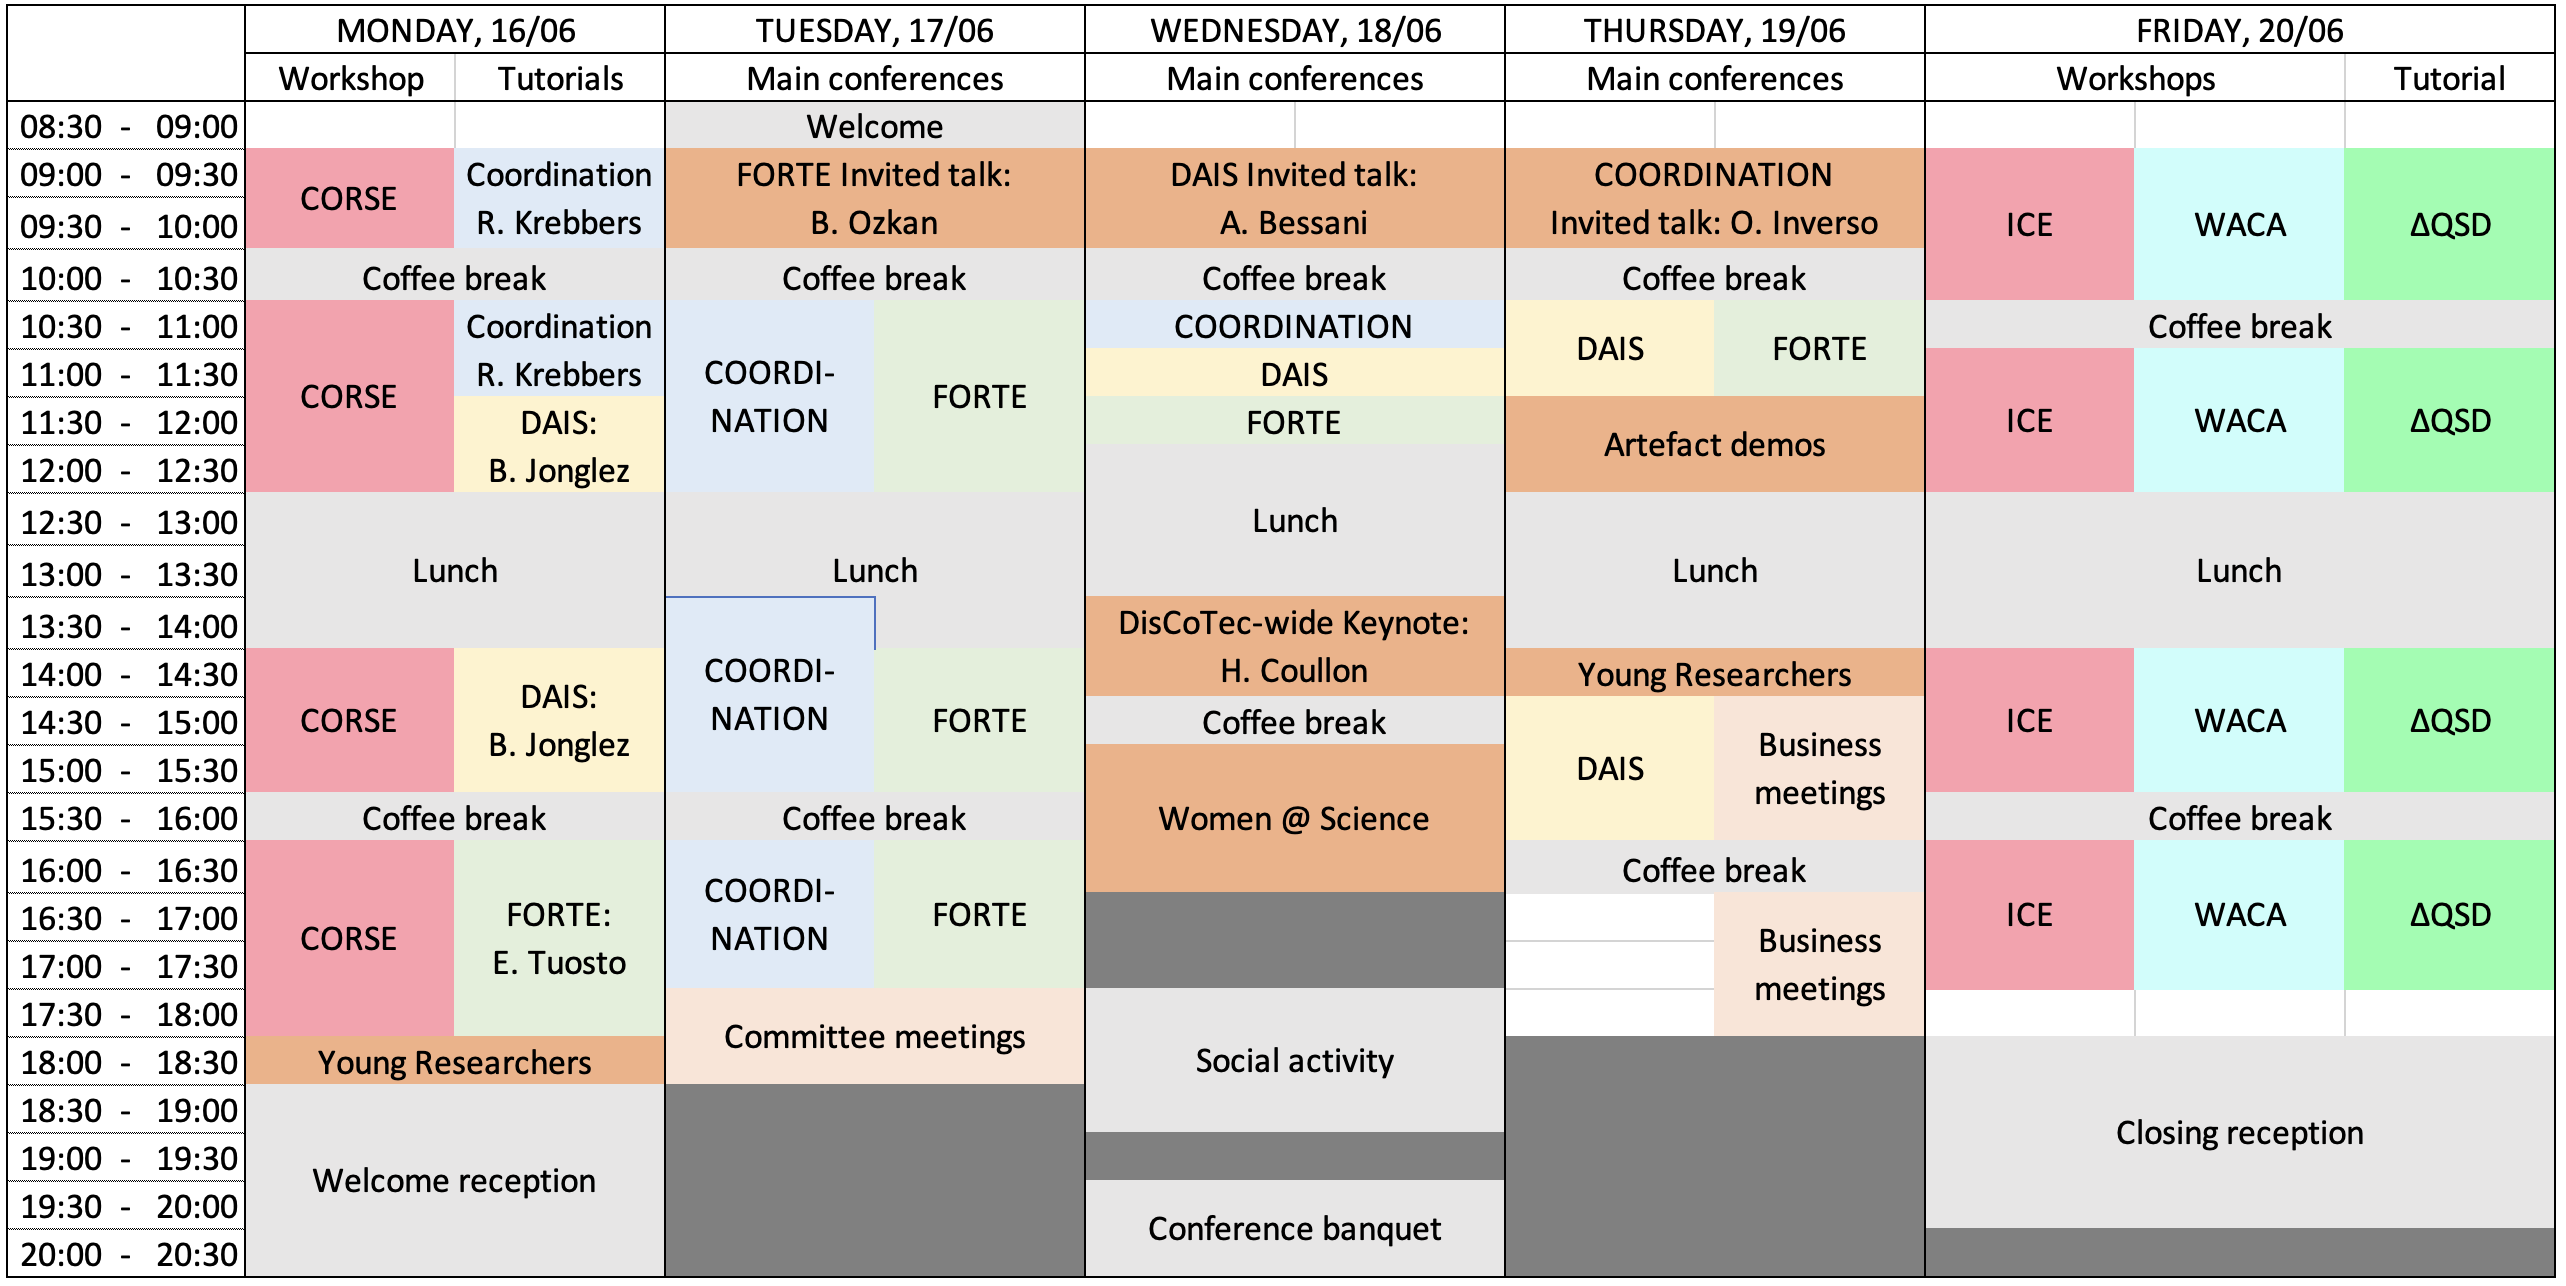 MONDAY, 16/06 TUESDAY, 17/06 WEDNESDAY, 18/06 THURSDAY, 19/06 FRIDAY, 20/06
Workshop Tutorials Main conferences Main conferences Main conferences Workshops Tutorial
08:30 - 09:00 Welcome
09:00 - 09:30 CORSE Coordination FORTE Invited talk: DAIS Invited talk: COORDINATION ICE WACA ΔQSD
09:30 - 10:00 R. Krebbers B. Ozkan A. Bessani Invited talk: O. Inverso
10:00 - 10:30 Coffee break Coffee break Coffee break Coffee break
10:30 - 11:00 CORSE Coordination COORDI- FORTE COORDINATION DAIS FORTE Coffee break
11:00 - 11:30 R. Krebbers NATION DAIS ICE WACA ΔQSD
11:30 - 12:00 DAIS: FORTE Artefact demos
12:00 - 12:30 B. Jonglez Lunch
12:30 - 13:00 Lunch Lunch Lunch Lunch
13:00 - 13:30
13:30 - 14:00 COORDI- DisCoTec-wide Keynote:
14:00 - 14:30 CORSE DAIS: NATION FORTE H. Coullon Young Researchers ICE WACA ΔQSD
14:30 - 15:00 B. Jonglez Coffee break DAIS Business
15:00 - 15:30 Women @ Science meetings
15:30 - 16:00 Coffee break Coffee break Coffee break
16:00 - 16:30 CORSE FORTE: COORDI- FORTE Coffee break ICE WACA ΔQSD
16:30 - 17:00 E. Tuosto NATION Business
17:00 - 17:30 meetings
17:30 - 18:00 Committee meetings Social activity
18:00 - 18:30 Young Researchers Closing reception
18:30 - 19:00 Welcome reception
19:00 - 19:30
19:30 - 20:00 Conference banquet
20:00 - 20:30